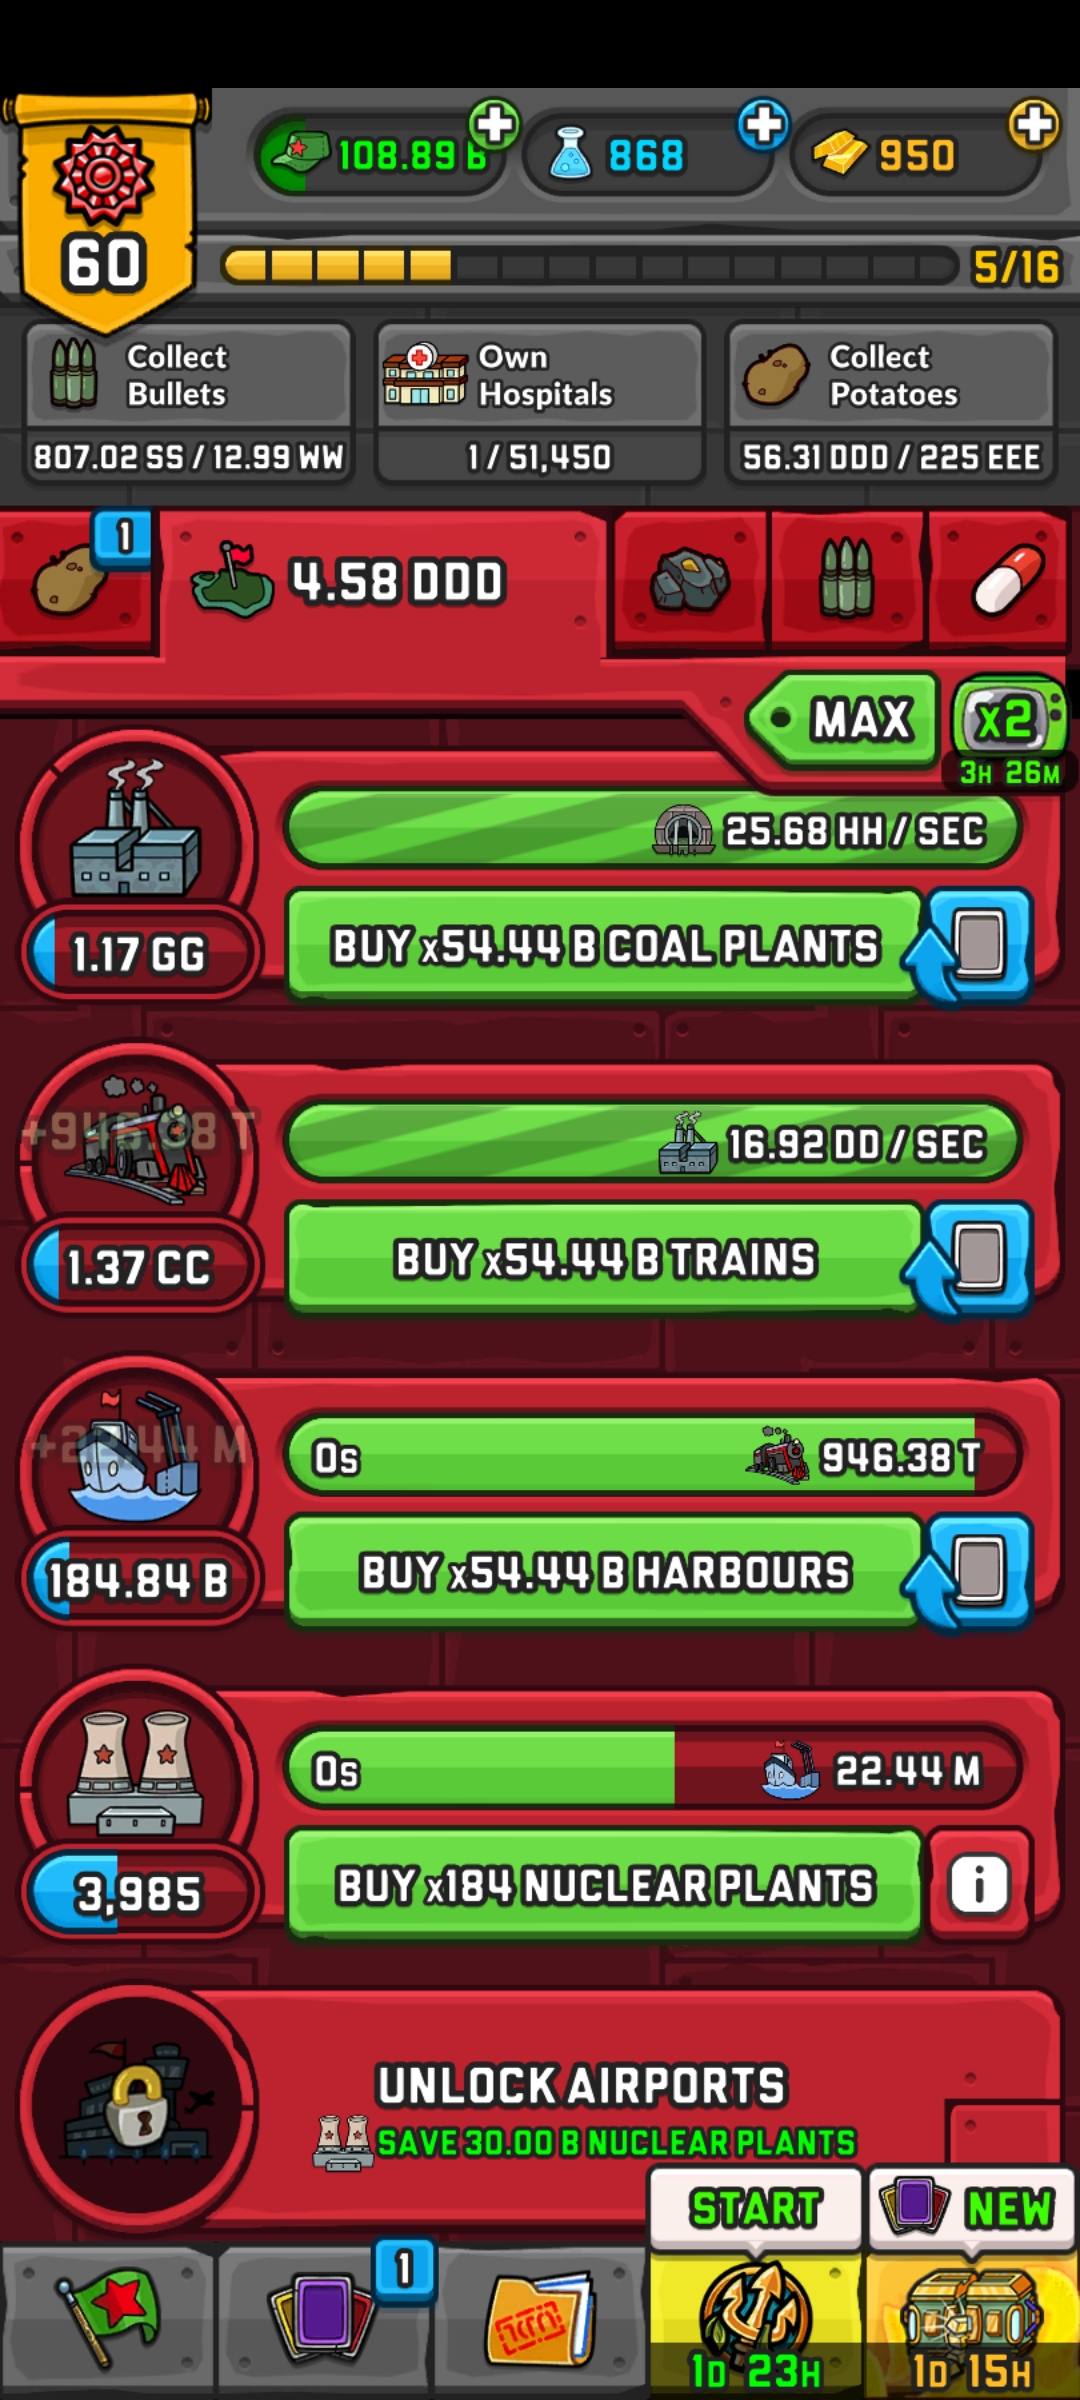 108.89 B
868
950
60
5/16
Collect
Bullets
807.02 SS / 12.99 WW
Own
Hospitals
1 / 51,450
Collect
Potatoes
56.31 DDD / 225 EEE
1
4.58 DDD
MAX
x2
3H 26M
25.68 HH / SEC
1.17 GG
BUY x54.44 B COAL PLANTS
+946.38 T
16.92 DD / SEC
1.37 CC
BUY x54.44 B TRAINS
+22.44 M
0s
946.38 T
184.84 B
BUY x54.44 B HARBOURS
0s
22.44 M
3,985
BUY x184 NUCLEAR PLANTS
i
UNLOCK AIRPORTS
SAVE 30.00 B NUCLEAR PLANTS
START
NEW
1
1D 23H
1D 15H